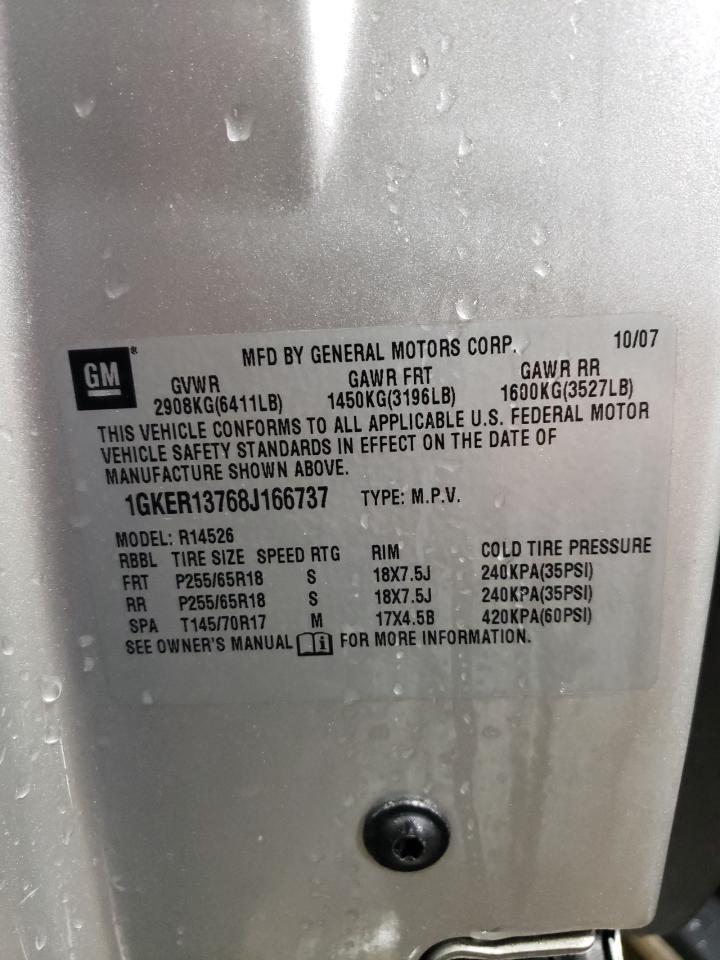 GM ® MFD BY GENERAL MOTORS CORP. 10/07
GVWR GAWR FRT GAWR RR
2908KG(6411LB) 1450KG(3196LB) 1600KG(3527LB)
THIS VEHICLE CONFORMS TO ALL APPLICABLE U.S. FEDERAL MOTOR
VEHICLE SAFETY STANDARDS IN EFFECT ON THE DATE OF
MANUFACTURE SHOWN ABOVE.
1GKER13768J166737 TYPE: M.P.V.
MODEL: R14526
RBBL TIRE SIZE SPEED RTG RIM COLD TIRE PRESSURE
FRT P255/65R18 S 18X7.5J 240KPA(35PSI)
RR P255/65R18 S 18X7.5J 240KPA(35PSI)
SPA T145/70R17 M 17X4.5B 420KPA(60PSI)
SEE OWNER'S MANUAL i FOR MORE INFORMATION.